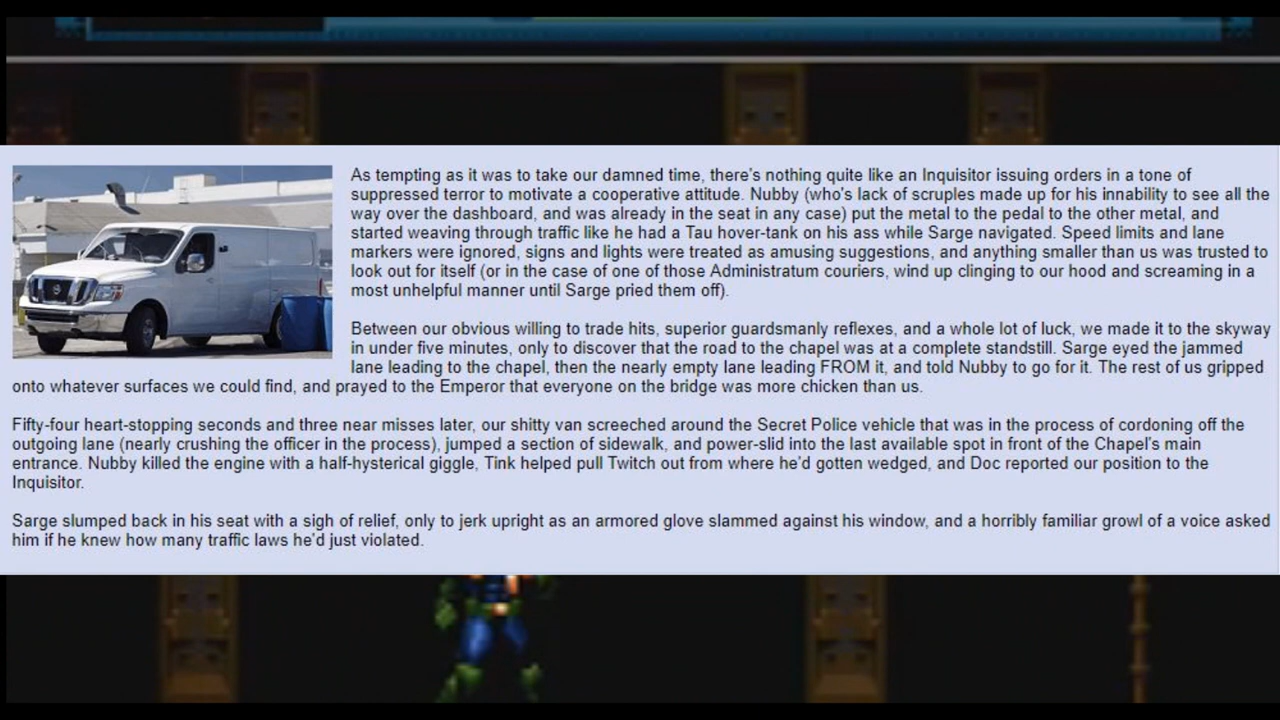 As tempting as it was to take our damned time, there's nothing quite like an Inquisitor issuing orders in a tone of
suppressed terror to motivate a cooperative attitude. Nubby (who's lack of scruples made up for his innability to see all the
way over the dashboard, and was already in the seat in any case) put the metal to the pedal to the other metal, and
started weaving through traffic like he had a Tau hover-tank on his ass while Sarge navigated. Speed limits and lane
markers were ignored, signs and lights were treated as amusing suggestions, and anything smaller than us was trusted to
look out for itself (or in the case of one of those Administratum couriers, wind up clinging to our hood and screaming in a
most unhelpful manner until Sarge pried them off).
Between our obvious willing to trade hits, superior guardsmanly reflexes, and a whole lot of luck, we made it to the skyway
in under five minutes, only to discover that the road to the chapel was at a complete standstill. Sarge eyed the jammed
lane leading to the chapel, then the nearly empty lane leading FROM it, and told Nubby to go for it. The rest of us gripped
onto whatever surfaces we could find, and prayed to the Emperor that everyone on the bridge was more chicken than us.
Fifty-four heart-stopping seconds and three near misses later, our shitty van screeched around the Secret Police vehicle that was in the process of cordoning off the
outgoing lane (nearly crushing the officer in the process), jumped a section of sidewalk, and power-slid into the last available spot in front of the Chapel's main
entrance. Nubby killed the engine with a half-hysterical giggle, Tink helped pull Twitch out from where he'd gotten wedged, and Doc reported our position to the
Inquisitor.
Sarge slumped back in his seat with a sigh of relief, only to jerk upright as an armored glove slammed against his window, and a horribly familiar growl of a voice asked
him if he knew how many traffic laws he'd just violated.